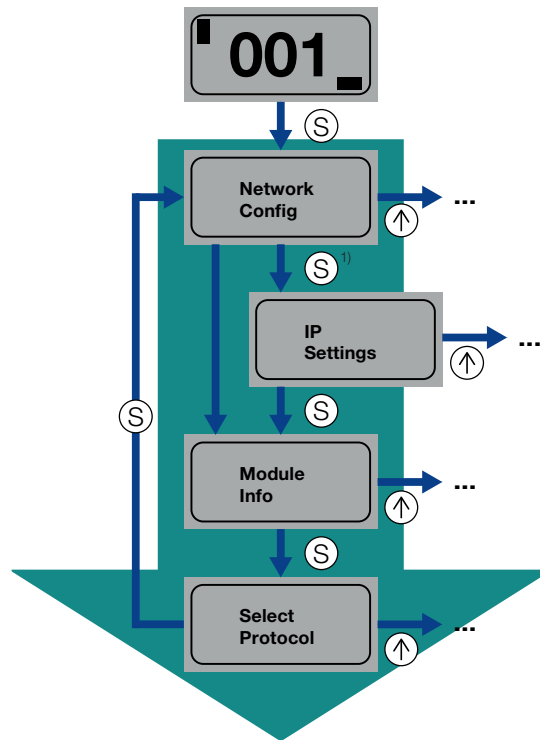 001
S
Network
Config
...
S 1)
IP
Settings
...
S
S
Module
Info
...
S
Select
Protocol
...